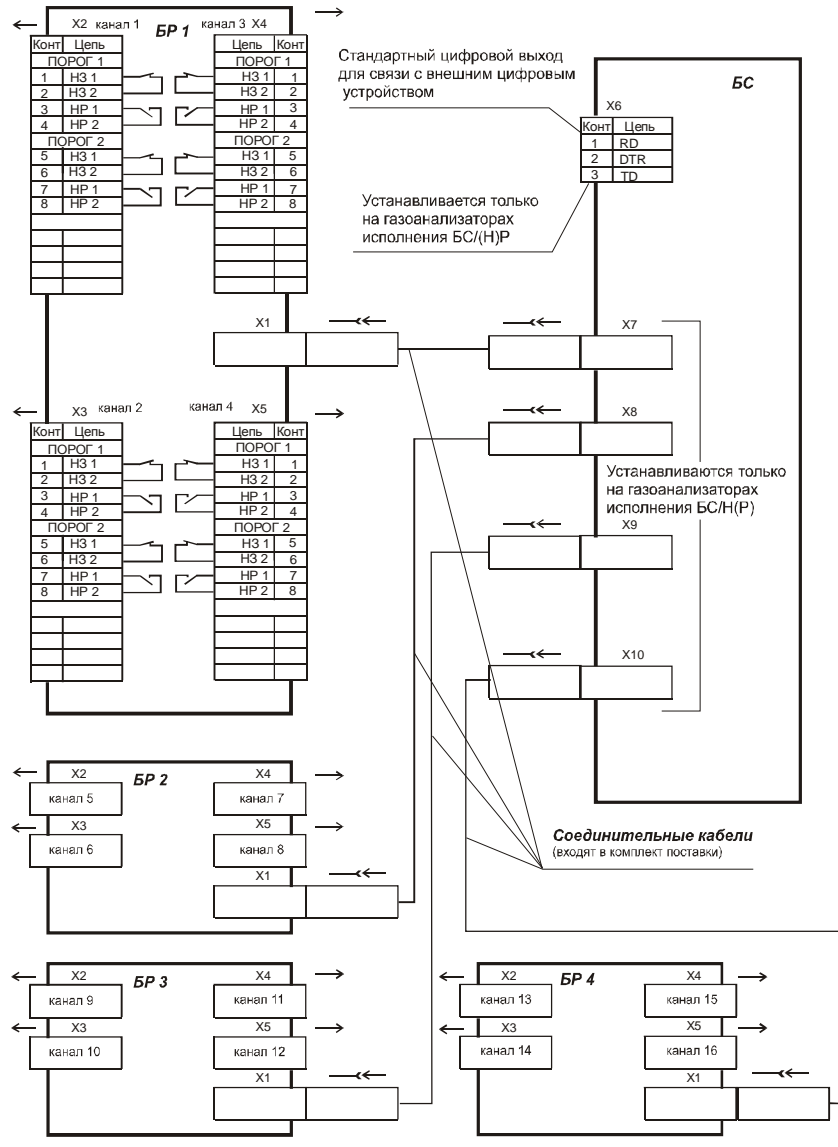 X2 канал 1 БР 1 канал 3 X4
Конт Цепь
ПОРОГ 1
1 НЗ 1
2 НЗ 2
3 НР 1
4 НР 2
ПОРОГ 2
5 НЗ 1
6 НЗ 2
7 НР 1
8 НР 2
Цепь Конт
ПОРОГ 1
НЗ 1 1
НЗ 2 2
НР 1 3
НР 2 4
ПОРОГ 2
НЗ 1 5
НЗ 2 6
НР 1 7
НР 2 8
X1
X3 канал 2 канал 4 X5
Конт Цепь
ПОРОГ 1
1 НЗ 1
2 НЗ 2
3 НР 1
4 НР 2
ПОРОГ 2
5 НЗ 1
6 НЗ 2
7 НР 1
8 НР 2
Цепь Конт
ПОРОГ 1
НЗ 1 1
НЗ 2 2
НР 1 3
НР 2 4
ПОРОГ 2
НЗ 1 5
НЗ 2 6
НР 1 7
НР 2 8
Стандартный цифровой выход
для связи с внешним цифровым
устройством
БС
X6
Конт Цепь
1 RD
2 DTR
3 TD
Устанавливается только
на газоанализаторах
исполнения БС/(Н)Р
X7
X8
Устанавливаются только
на газоанализаторах
исполнения БС/Н(Р)
X9
X10
Соединительные кабели
(входят в комплект поставки)
X2 БР 2 X4
канал 5 канал 7
X3 X5
канал 6 канал 8
X1
X2 БР 3 X4
канал 9 канал 11
X3 X5
канал 10 канал 12
X1
X2 БР 4 X4
канал 13 канал 15
X3 X5
канал 14 канал 16
X1